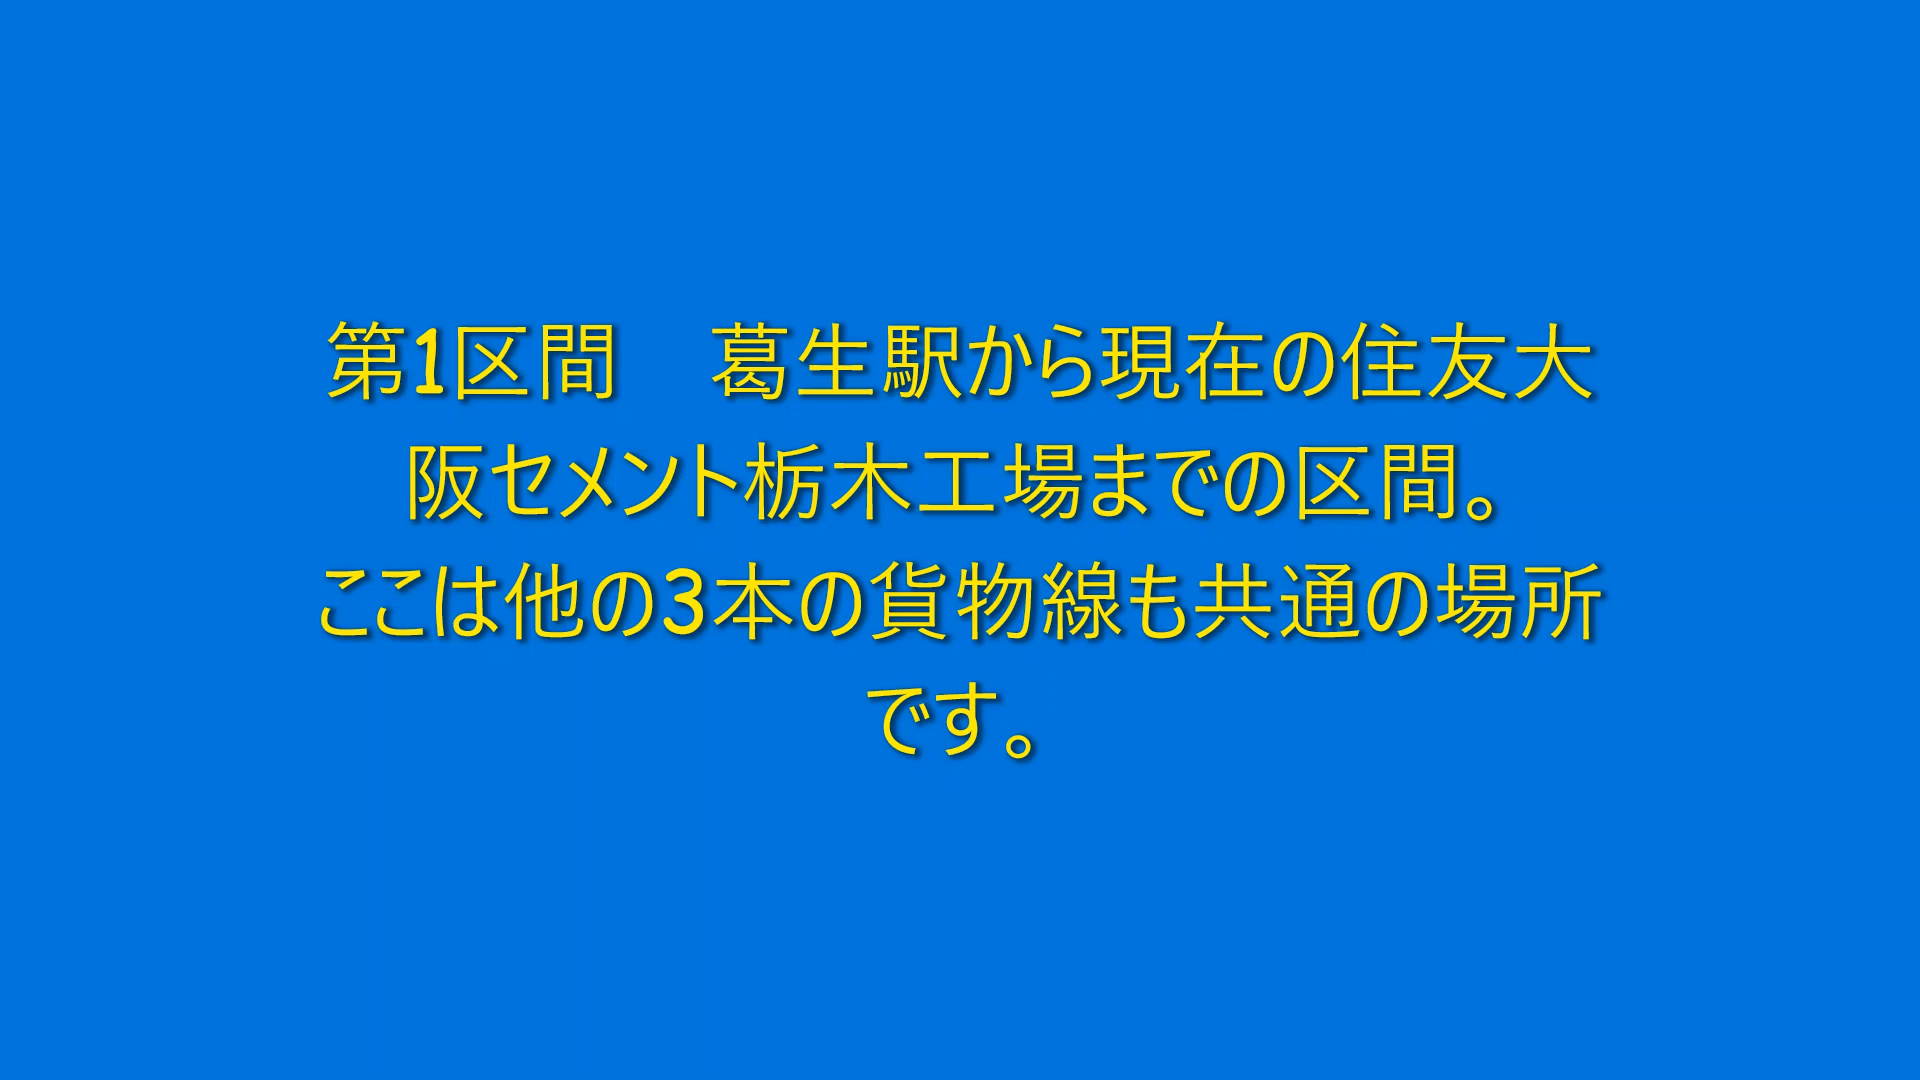 第1区間　葛生駅から現在の住友大
阪セメント栃木工場までの区間。
ここは他の3本の貨物線も共通の場所
です。